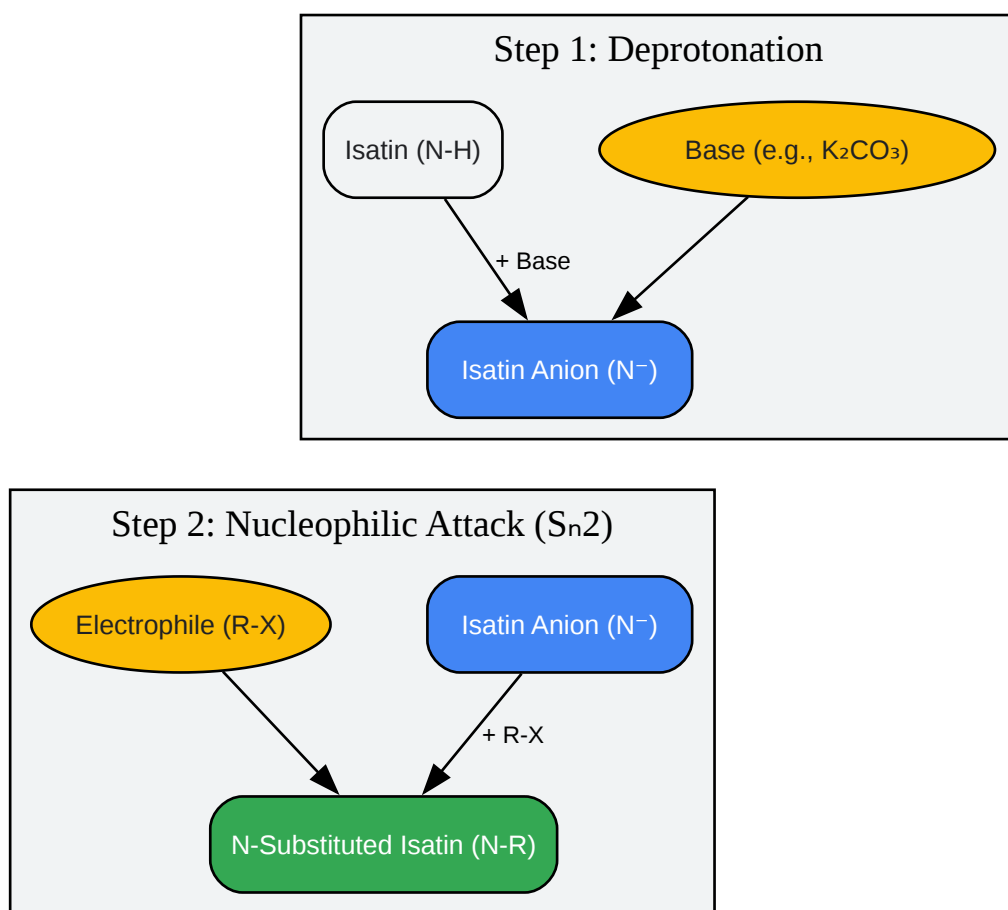 Step 1: Deprotonation
Isatin (N-H)
Base (e.g., K₂CO₃)
+ Base
Isatin Anion (N⁻)
Step 2: Nucleophilic Attack (Sₙ2)
Electrophile (R-X)
Isatin Anion (N⁻)
+ R-X
N-Substituted Isatin (N-R)